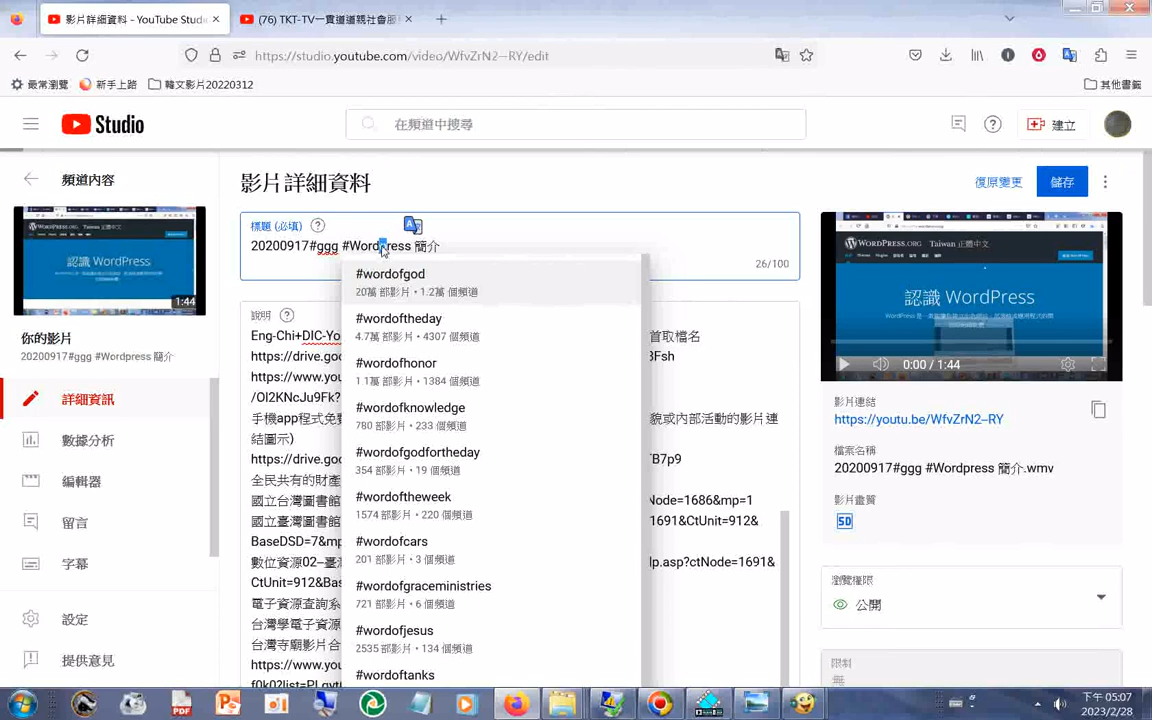 影片詳細資料 - YouTube Studi
(76) TKT-TV一貫道道親社會服
https://studio.youtube.com/video/WfvZrN2--RY/edit
最常瀏覽
新手上路
韓文影片20220312
其他書籤
Studio
在頻道中搜尋
建立
頻道內容
影片詳細資料
復原變更
儲存
標題 (必填)
20200917#ggg #Wordpress 簡介
26/100
1:44
你的影片
20200917#ggg #Wordpress 簡介
詳細資訊
數據分析
編輯器
留言
字幕
設定
提供意見
說明
Eng-Chi+DIC-Yo
首取檔名
https://drive.goo
3Fsh
https://www.you
/OI2KNcJu9Fk?
手機app程式免費
貌或內部活動的影片連
結圖示)
https://drive.goo
TB7p9
全民共有的財產
國立台灣圖書館
Node=1686&mp=1
國立臺灣圖書館
1691&CtUnit=912&
BaseDSD=7&mp
數位資源02--臺灣
lp.asp?ctNode=1691&
CtUnit=912&Bas
電子資源查詢系
台灣學電子資源
台灣寺廟影片合
https://www.you
#wordofgod
20萬 部影片 • 1.2萬 個頻道
#wordoftheday
4.7萬 部影片 • 4307 個頻道
#wordofhonor
1.1萬 部影片 • 1384 個頻道
#wordofknowledge
780 部影片 • 233 個頻道
#wordofgodfortheday
354 部影片 • 19 個頻道
#wordoftheweek
1574 部影片 • 220 個頻道
#wordofcars
201 部影片 • 3 個頻道
#wordofgraceministries
721 部影片 • 6 個頻道
#wordofjesus
2535 部影片 • 134 個頻道
#wordoftanks
WORDPRESS.ORG Taiwan 正體中文
認識 WordPress
0:00 / 1:44
影片連結
https://youtu.be/WfvZrN2--RY
檔案名稱
20200917#ggg #Wordpress 簡介.wmv
影片畫質
SD
瀏覽權限
公開
限制
無
下午 05:07
2023/2/28